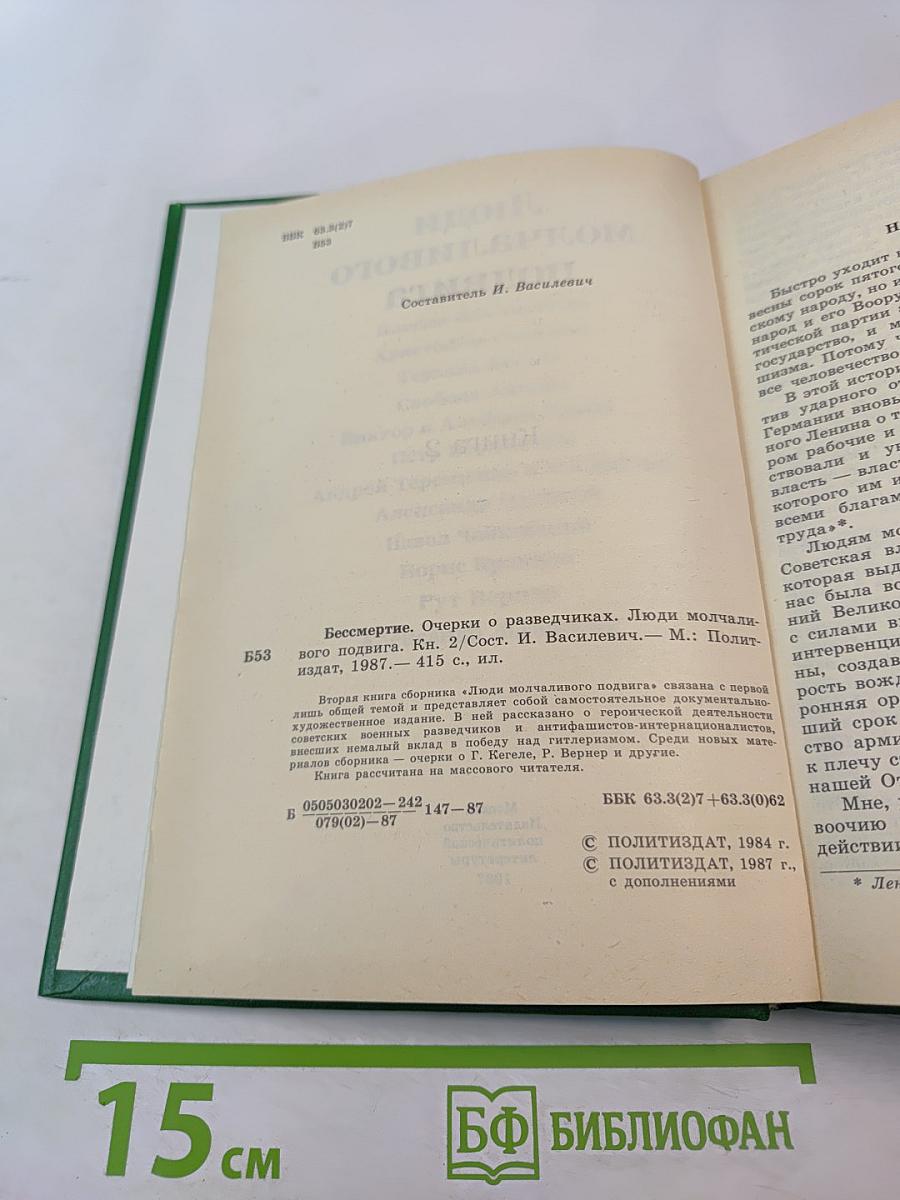 ББК 63.3(2)7
Б53
Составитель И. Василевич
Бессмертие. Очерки о разведчиках. Люди молчали-
Б53 вого подвига. Кн. 2/Сост. И. Василевич.— М.: Полит-
издат, 1987.— 415 с., ил.
Вторая книга сборника «Люди молчаливого подвига» связана с первой
лишь общей темой и представляет собой самостоятельное документально-
художественное издание. В ней рассказано о героической деятельности
советских военных разведчиков и антифашистов-интернационалистов,
внесших немалый вклад в победу над гитлеризмом. Среди новых мате-
риалов сборника — очерки о Г. Кегеле, Р. Вернер и другие.
Книга рассчитана на массового читателя.
Б 0505030202—242
079(02)—87 147—87
ББК 63.3(2)7+63.3(0)62
© ПОЛИТИЗДАТ, 1984 г.
© ПОЛИТИЗДАТ, 1987 г.,
с дополнениями
Н
Быстро уходит
весны сорок пятог
скому народу, но и
народ и его Воору
тической партии
государство, и м
шизма. Потому ч
все человечество
В этой истори
тив ударного от
Германии вновь
ного Ленина о т
ром рабочие и
ствовали и ув
власть — влас
которого им и
всеми благам
труда»*.
Людям мо
Советская вл
которая выд
нас была во
ний Велико
с силами в
интервенци
ны, создав
рость вожд
ронняя ор
ший срок
ство арми
к плечу с
нашей От
Мне,
воочию
действии
* Лен
15 см
БФ БИБЛИОФАН